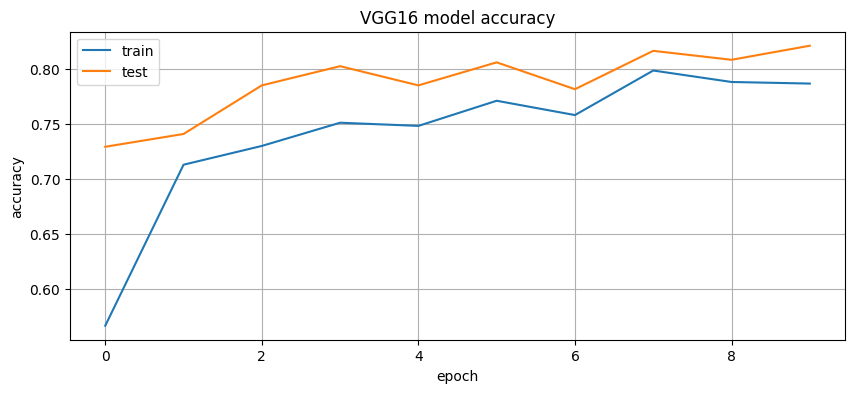 VGG16 model accuracy
train
test
accuracy
0.80
0.75
0.70
0.65
0.60
0 2 4 6 8
epoch